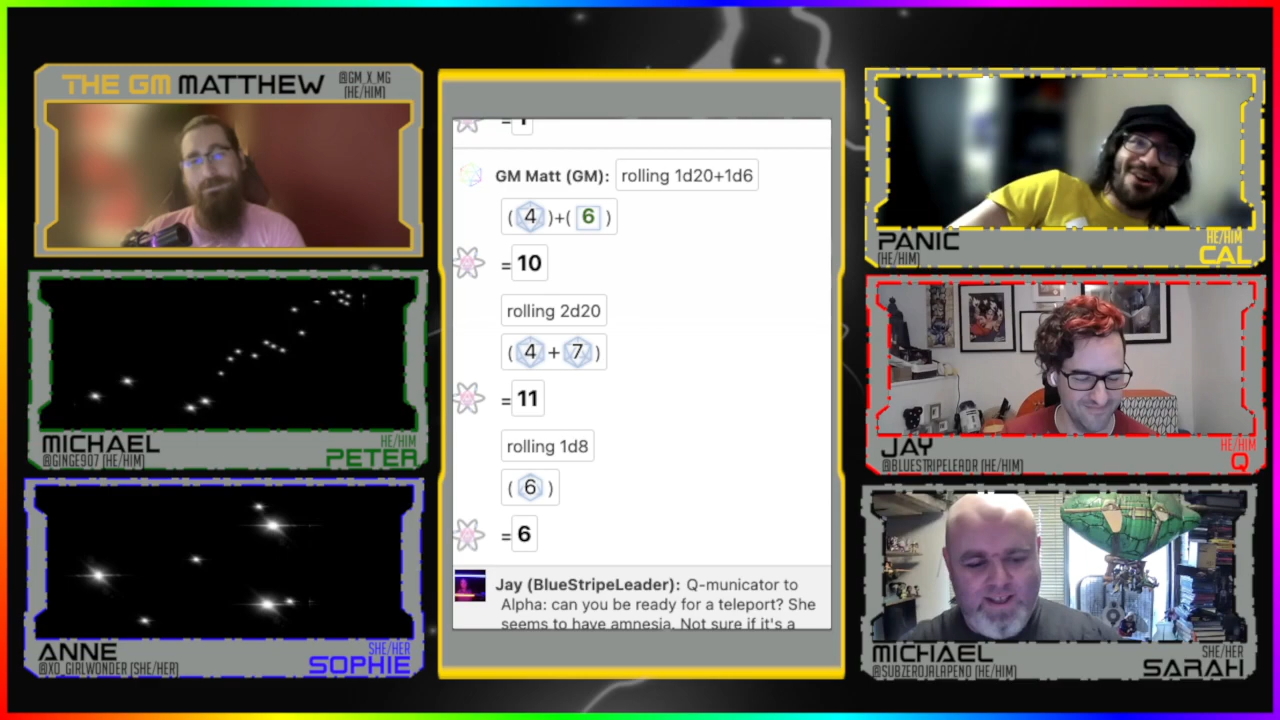 THE GM MATTHEW
@GM_X_MG
(HE/HIM)
MICHAEL
@GINGE907 (HE/HIM)
HE/HIM
PETER
ANNE
@XO_GIRLWONDER (SHE/HER)
SHE/HER
SOPHIE
GM Matt (GM): rolling 1d20+1d6
(4)+(6)
=10
rolling 2d20
(4+7)
=11
rolling 1d8
(6)
=6
Jay (BlueStripeLeader): Q-municator to
Alpha: can you be ready for a teleport? She
seems to have amnesia. Not sure if it's a
PANIC
(HE/HIM)
HE/HIM
CAL
JAY
@BLUESTRIPELEADR (HE/HIM)
HE/HIM
Q
MICHAEL
@SUBZEROJALAPENO (HE/HIM)
SHE/HER
SARAH